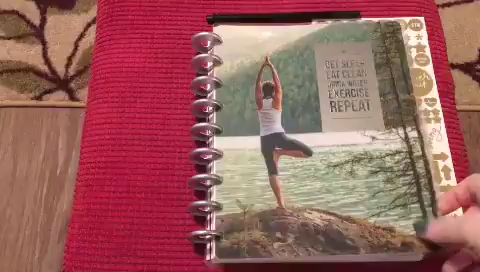 GET SLEEP
EAT CLEAN
DRINK WATER
EXERCISE
REPEAT